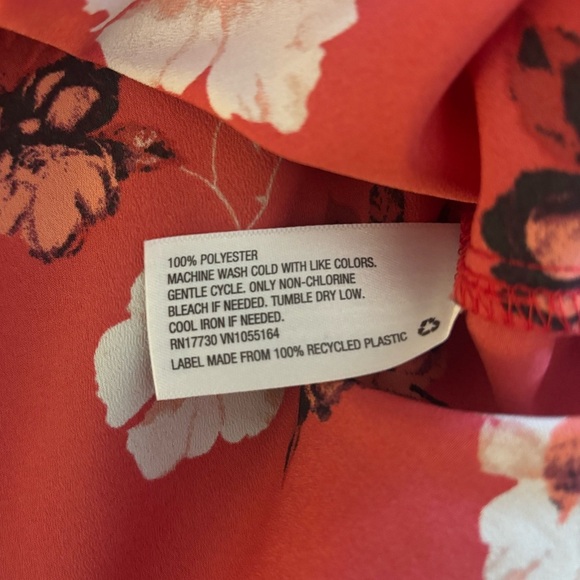 100% POLYESTER
MACHINE WASH COLD WITH LIKE COLORS.
GENTLE CYCLE. ONLY NON-CHLORINE
BLEACH IF NEEDED. TUMBLE DRY LOW.
COOL IRON IF NEEDED.
RN17730 VN1055164
LABEL MADE FROM 100% RECYCLED PLASTIC